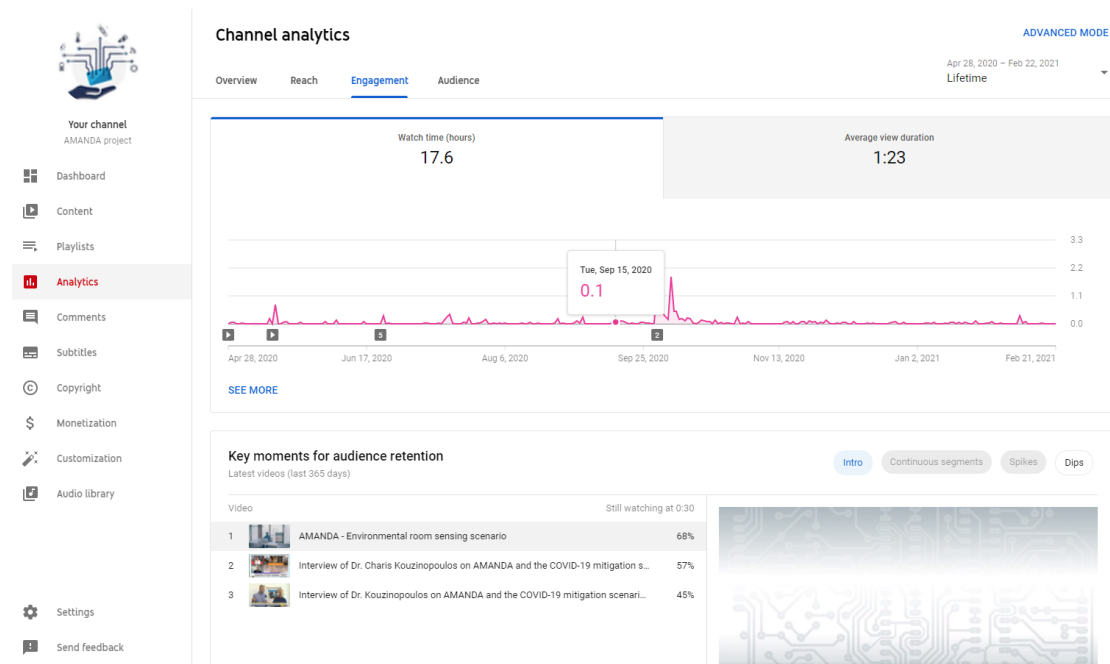 Channel analytics
ADVANCED MODE
Apr 28, 2020 – Feb 22, 2021
Lifetime
Overview
Reach
Engagement
Audience
Your channel
AMANDA project
Dashboard
Content
Playlists
Analytics
Comments
Subtitles
Copyright
Monetization
Customization
Audio library
Settings
Send feedback
Watch time (hours)
17.6
Average view duration
1:23
Tue, Sep 15, 2020
0.1
3.3
2.2
1.1
0.0
5
2
Apr 28, 2020
Jun 17, 2020
Aug 6, 2020
Sep 25, 2020
Nov 13, 2020
Jan 2, 2021
Feb 21, 2021
SEE MORE
Key moments for audience retention
Latest videos (last 365 days)
Intro
Continuous segments
Spikes
Dips
Video
Still watching at 0:30
1 AMANDA - Environmental room sensing scenario 68%
2 Interview of Dr. Charis Kouzinopoulos on AMANDA and the COVID-19 mitigation s... 57%
3 Interview of Dr. Kouzinopoulos on AMANDA and the COVID-19 mitigation scenari... 45%